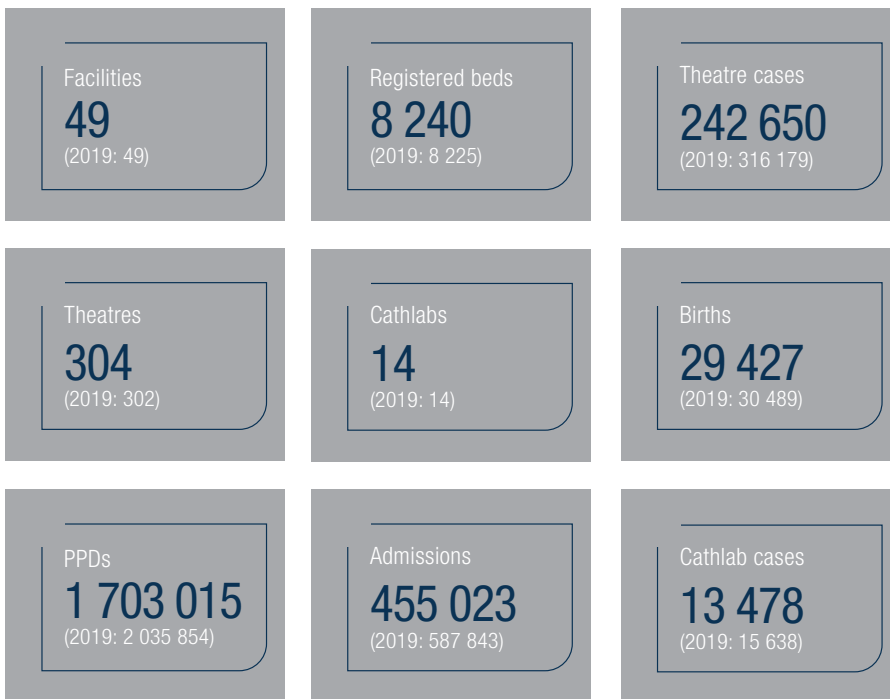 Facilities
49
(2019: 49)
Registered beds
8 240
(2019: 8 225)
Theatre cases
242 650
(2019: 316 179)
Theatres
304
(2019: 302)
Cathlabs
14
(2019: 14)
Births
29 427
(2019: 30 489)
PPDs
1 703 015
(2019: 2 035 854)
Admissions
455 023
(2019: 587 843)
Cathlab cases
13 478
(2019: 15 638)